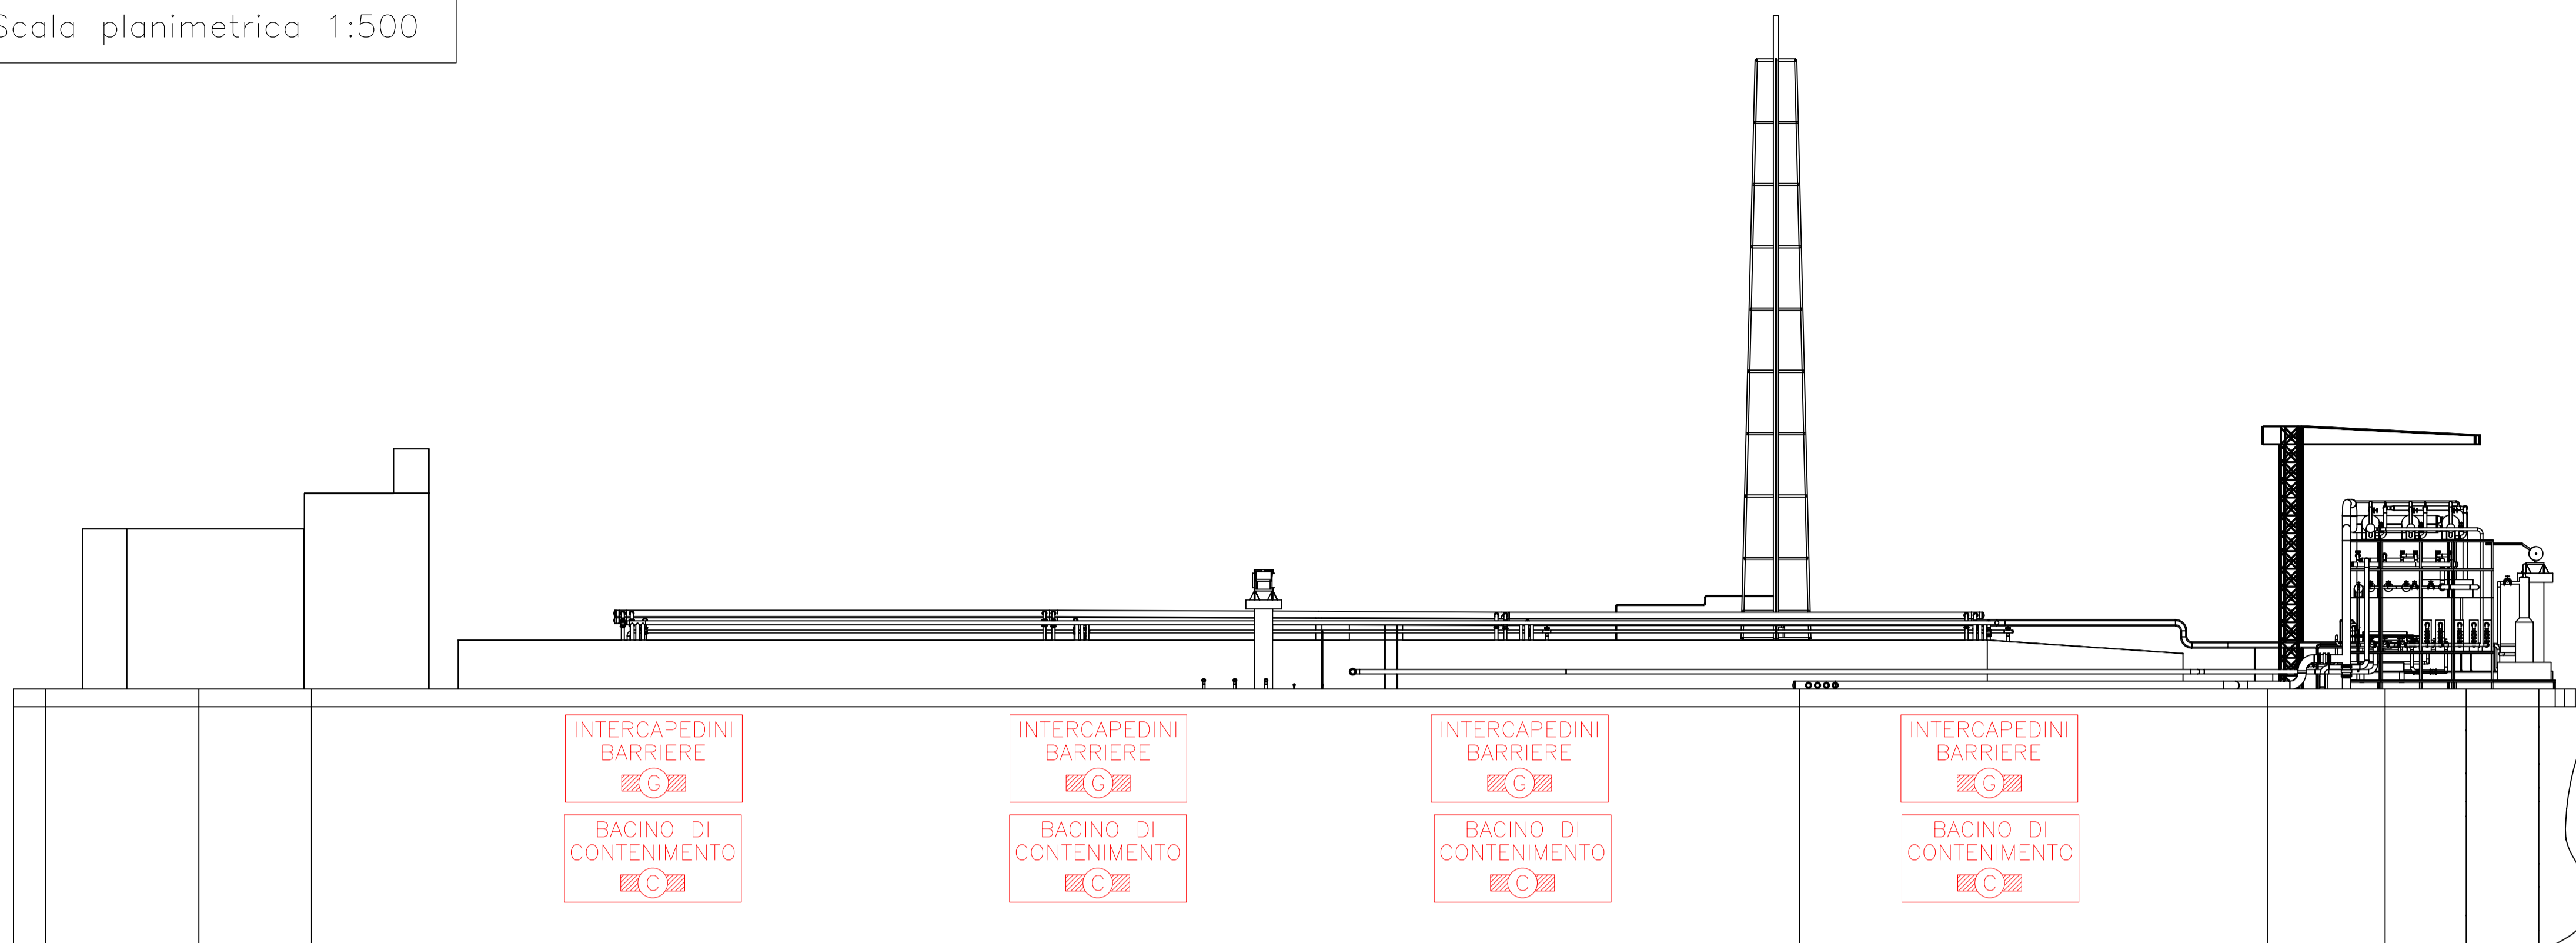 Scala planimetrica 1:500
INTERCAPEDINI
BARRIERE
G
INTERCAPEDINI
BARRIERE
G
INTERCAPEDINI
BARRIERE
G
INTERCAPEDINI
BARRIERE
G
BACINO DI
CONTENIMENTO
C
BACINO DI
CONTENIMENTO
C
BACINO DI
CONTENIMENTO
C
BACINO DI
CONTENIMENTO
C